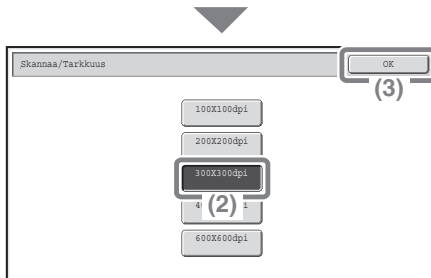 Skannaa/Tarkkuus
OK
(3)
100X100dpi
200X200dpi
300X300dpi
(2)
600X600dpi